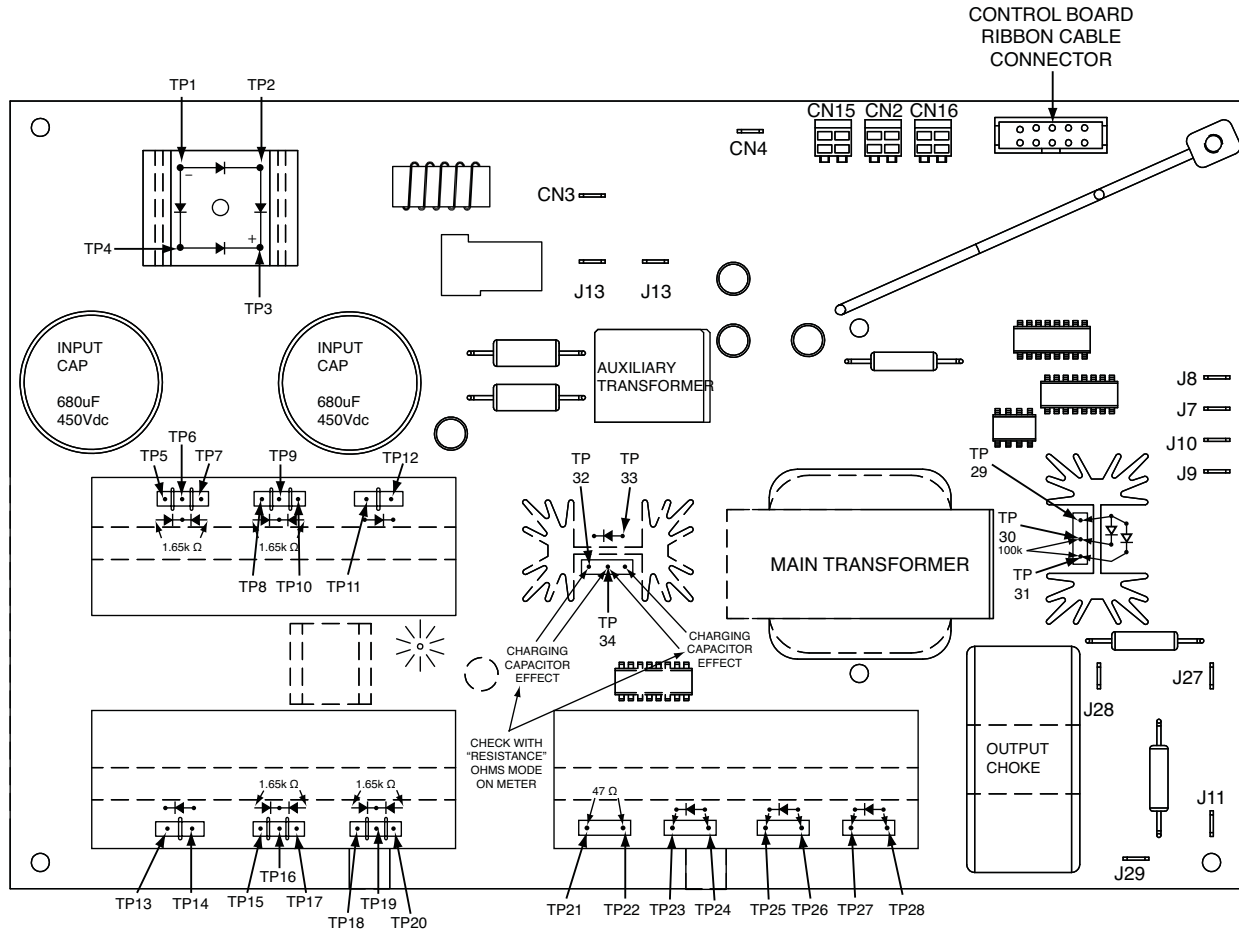 CONTROL BOARD
RIBBON CABLE
CONNECTOR
TP1
TP2
CN15
CN2
CN16
CN4
−
CN3
TP4
+
TP3
J13
J13
INPUT
CAP
680uF
450Vdc
INPUT
CAP
680uF
450Vdc
AUXILIARY
TRANSFORMER
J8
J7
J10
J9
TP5
TP6
TP7
TP9
TP12
TP
32
TP
33
TP
29
1.65k Ω
1.65k Ω
TP8
TP10
TP11
TP
30
100k
TP
31
MAIN TRANSFORMER
TP
34
CHARGING
CAPACITOR
EFFECT
CHARGING
CAPACITOR
EFFECT
J28
J27
CHECK WITH
"RESISTANCE"
OHMS MODE
ON METER
OUTPUT
CHOKE
1.65k Ω
1.65k Ω
47 Ω
J11
J29
TP13
TP14
TP15
TP16
TP17
TP18
TP19
TP20
TP21
TP22
TP23
TP24
TP25
TP26
TP27
TP28